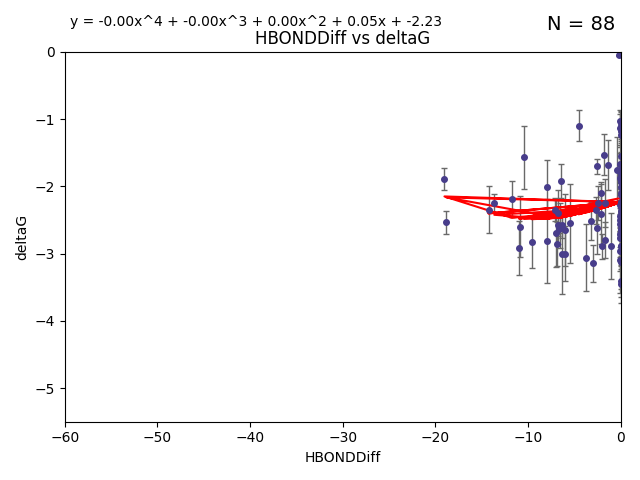 y = -0.00x^4 + -0.00x^3 + 0.00x^2 + 0.05x + -2.23
N = 88
HBONDDiff vs deltaG
0
−1
−2
−3
−4
−5
deltaG
−60 −50 −40 −30 −20 −10 0
HBONDDiff